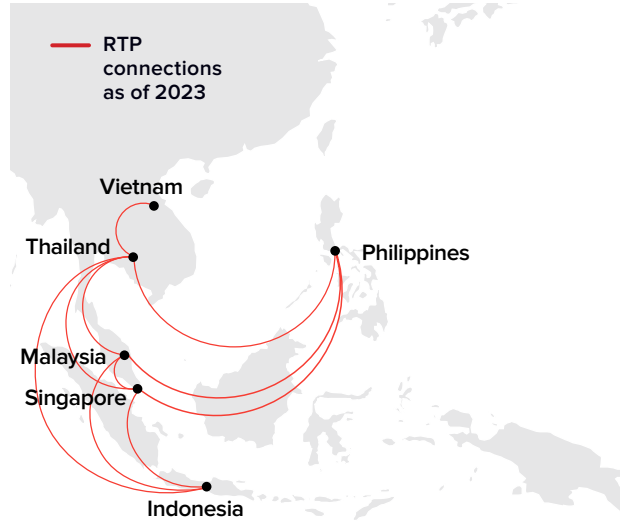 RTP
connections
as of 2023
Vietnam
Thailand
Philippines
Malaysia
Singapore
Indonesia